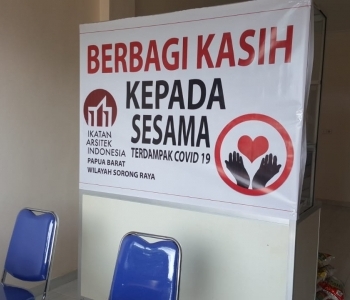 BERBAGI KASIH
KEPADA
SESAMA
TERDAMPAK COVID 19
IKATAN
ARSITEK
INDONESIA
PAPUA BARAT
WILAYAH SORONG RAYA